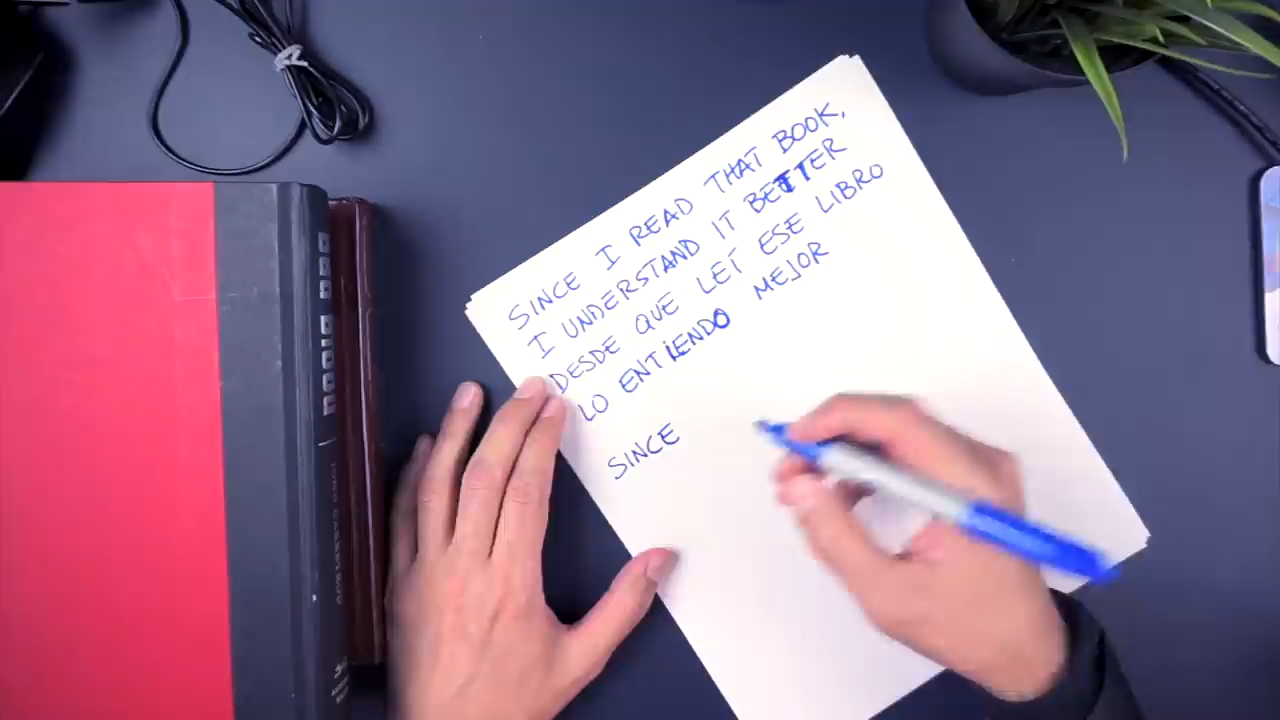 SINCE I READ THAT BOOK,
I UNDERSTAND IT BETTER
DESDE QUE LEÍ ESE LIBRO
LO ENTIENDO MEJOR
SINCE